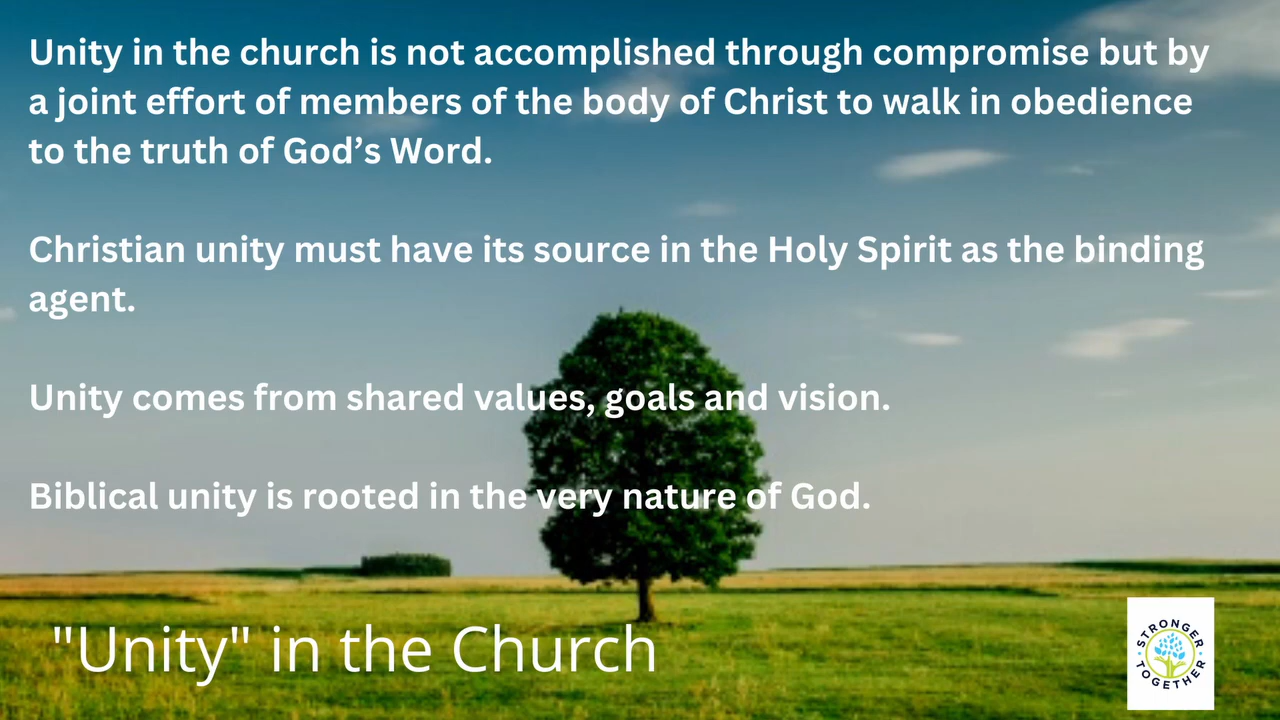 Unity in the church is not accomplished through compromise but by
a joint effort of members of the body of Christ to walk in obedience
to the truth of God’s Word.
Christian unity must have its source in the Holy Spirit as the binding
agent.
Unity comes from shared values, goals and vision.
Biblical unity is rooted in the very nature of God.
"Unity" in the Church
STRONGER
TOGETHER